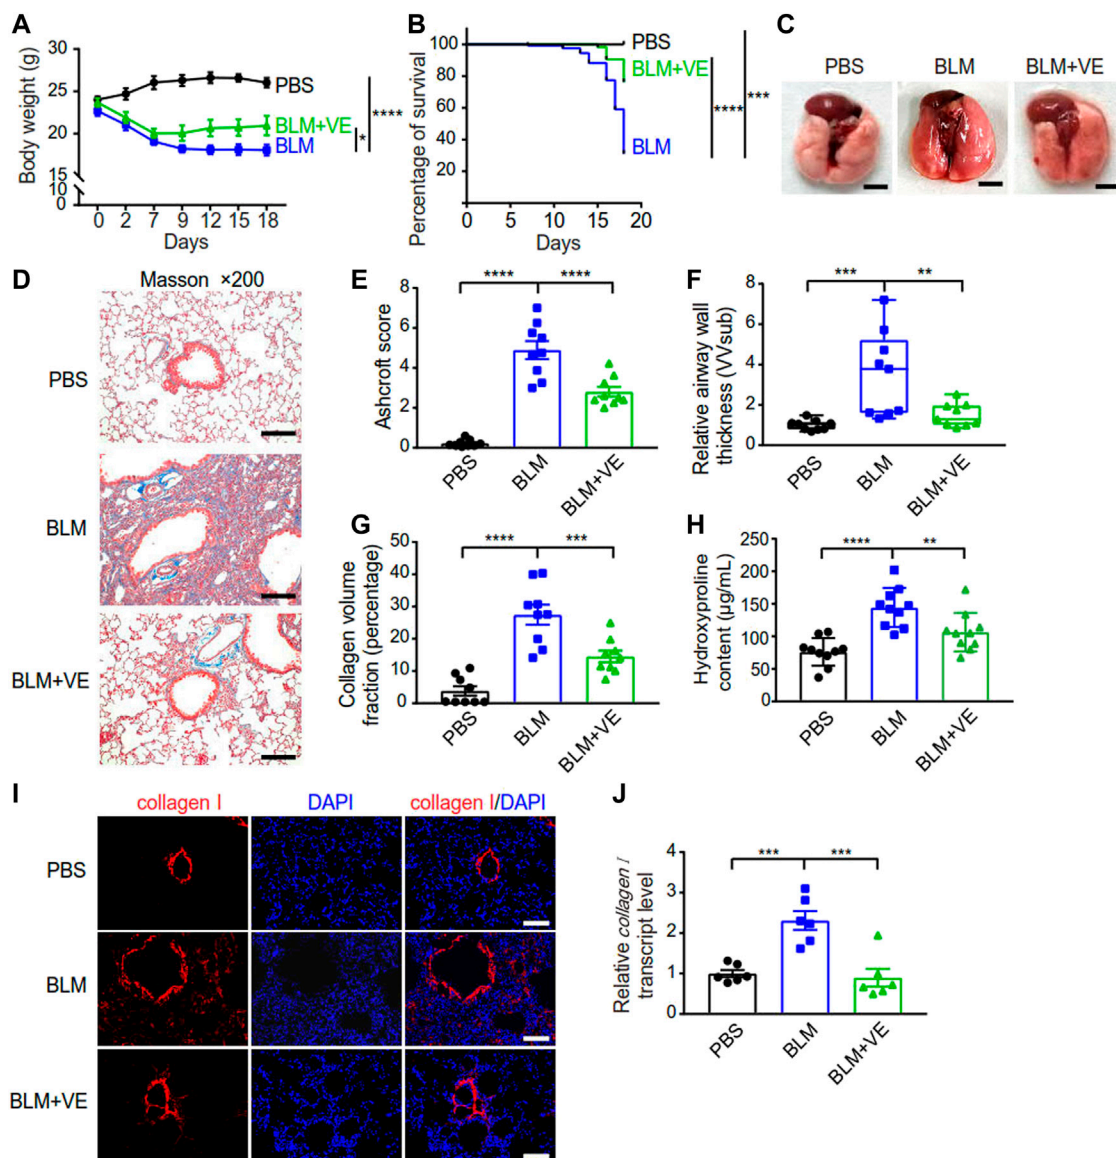 A
Body weight (g)
30
25
20
15
10
0
PBS
BLM+VE
BLM
*
****
0 2 7 9 12 15 18
Days
B
Percentage of survival
100
80
60
40
20
PBS
BLM+VE
BLM
****
***
0 5 10 15 20
Days
C
PBS BLM BLM+VE
D
Masson ×200
PBS
BLM
BLM+VE
E
Ashcroft score
**** ****
8
6
4
2
0
PBS BLM BLM+VE
F
Relative airway wall
thickness (VVsub)
*** **
8
6
4
2
0
PBS BLM BLM+VE
G
Collagen volume
fraction (percentage)
**** ***
50
40
30
20
10
0
PBS BLM BLM+VE
H
Hydroxyproline
content (µg/mL)
**** **
250
200
150
100
50
0
PBS BLM BLM+VE
I
collagen I DAPI collagen I/DAPI
PBS
BLM
BLM+VE
J
Relative collagen I
transcript level
*** ***
4
3
2
1
0
PBS BLM BLM+VE